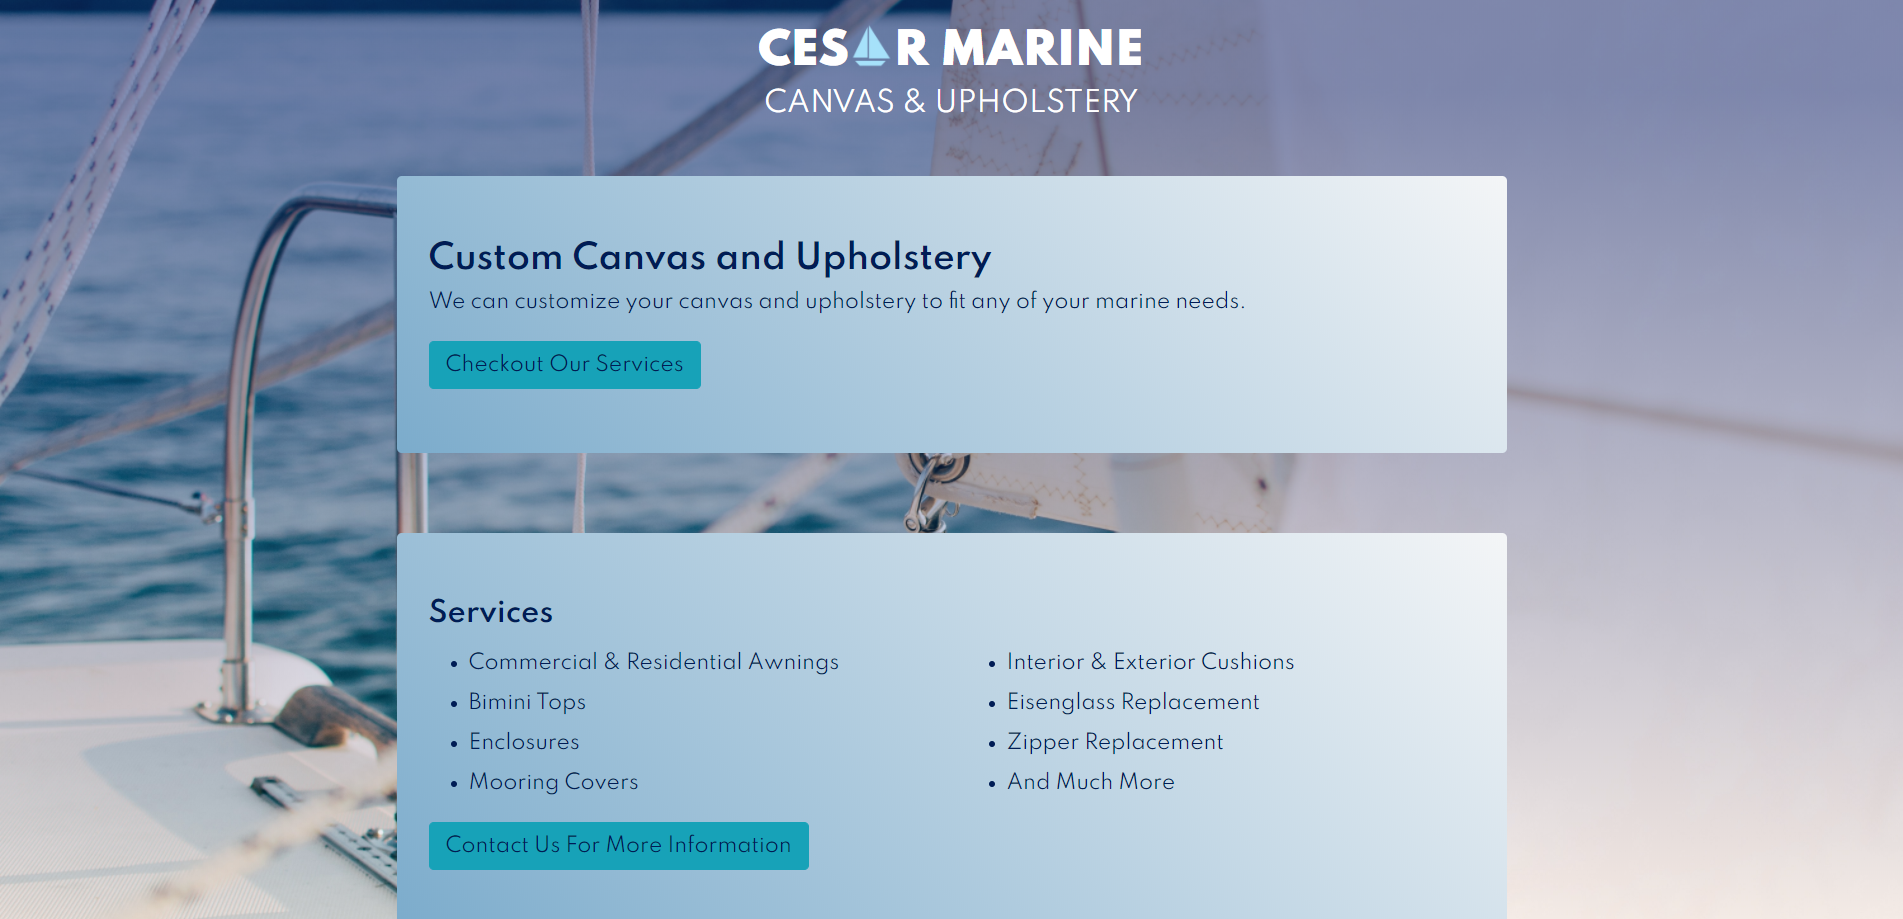 CESAR MARINE
CANVAS & UPHOLSTERY
Custom Canvas and Upholstery
We can customize your canvas and upholstery to fit any of your marine needs.
Checkout Our Services
Services
• Commercial & Residential Awnings
• Bimini Tops
• Enclosures
• Mooring Covers
• Interior & Exterior Cushions
• Eisenglass Replacement
• Zipper Replacement
• And Much More
Contact Us For More Information